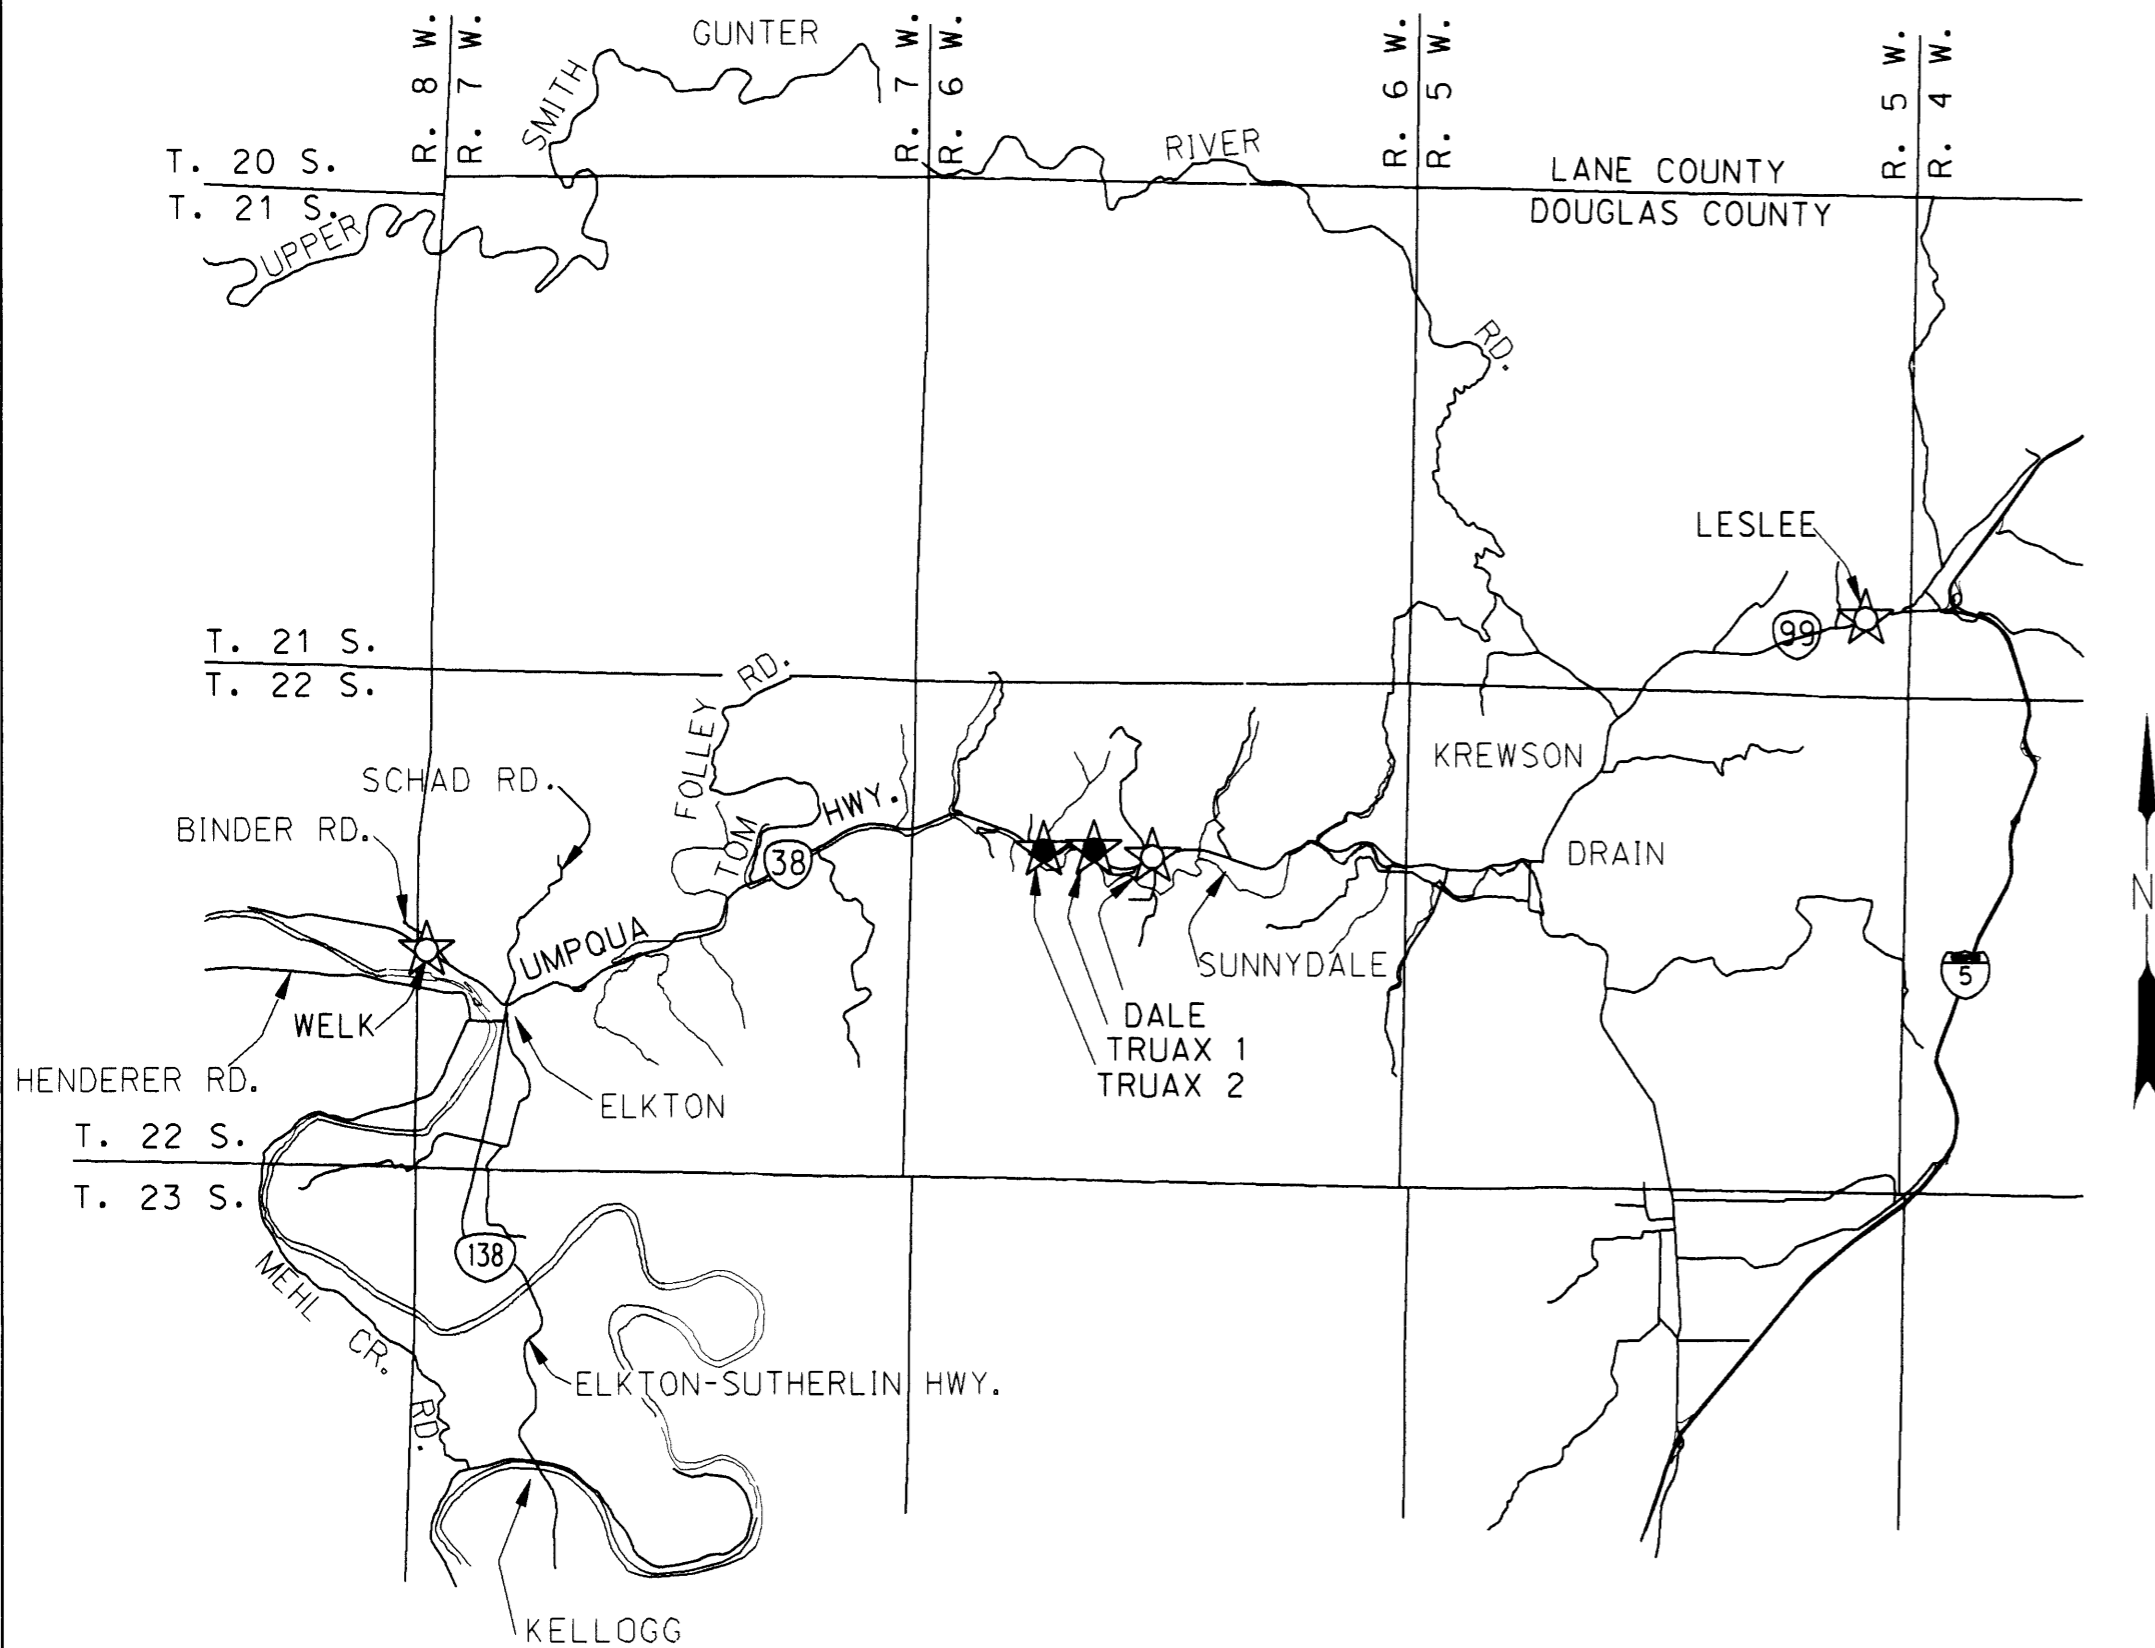 R. 8 W.
R. 7 W.
R. 7 W.
R. 6 W.
R. 6 W.
R. 5 W.
R. 5 W.
R. 4 W.
GUNTER
SMITH
RIVER
T. 20 S.
T. 21 S.
LANE COUNTY
DOUGLAS COUNTY
UPPER
RD.
LESLEE
99
T. 21 S.
T. 22 S.
TOM FOLLEY RD.
KREWSON
SCHAD RD.
BINDER RD.
HWY.
38
DRAIN
N
UMPQUA
SUNNYDALE
5
WELK
DALE
TRUAX 1
TRUAX 2
HENDERER RD.
ELKTON
T. 22 S.
T. 23 S.
138
MEHL CR. RD.
ELKTON-SUTHERLIN HWY.
KELLOGG